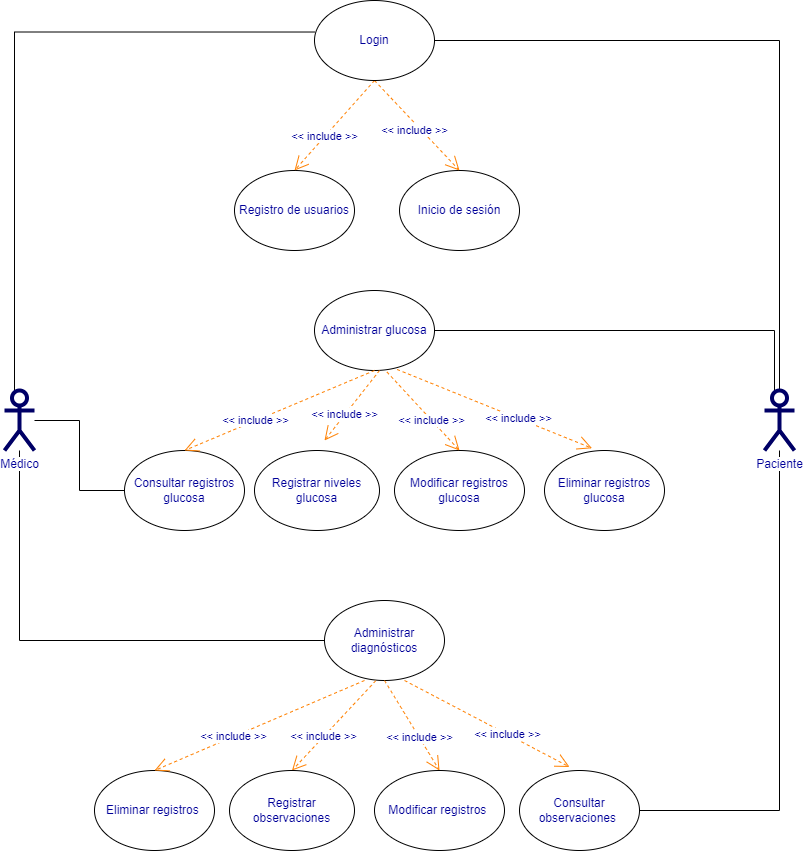 Login
<< include >>
<< include >>
Registro de usuarios
Inicio de sesión
Administrar glucosa
<< include >>
<< include >>
<< include >>
<< include >>
Médico
Paciente
Consultar registros
glucosa
Registrar niveles
glucosa
Modificar registros
glucosa
Eliminar registros
glucosa
Administrar
diagnósticos
<< include >>
<< include >>
<< include >>
<< include >>
Eliminar registros
Registrar
observaciones
Modificar registros
Consultar
observaciones